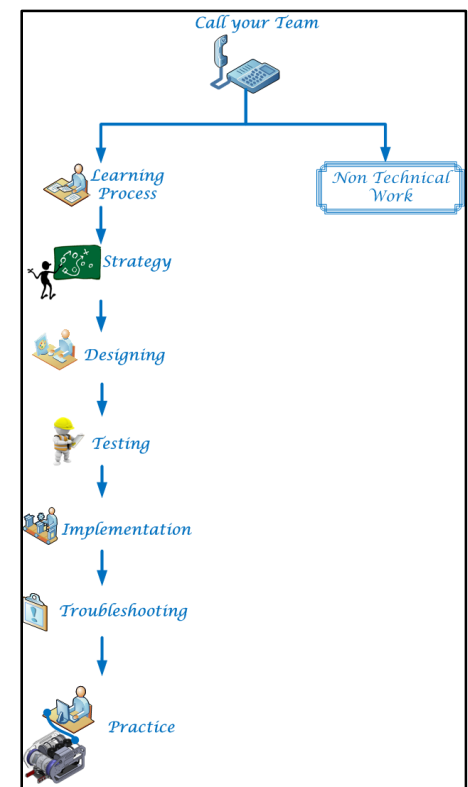 Call your Team
Learning
Process
Non Technical
Work
Strategy
Designing
Testing
Implementation
Troubleshooting
Practice